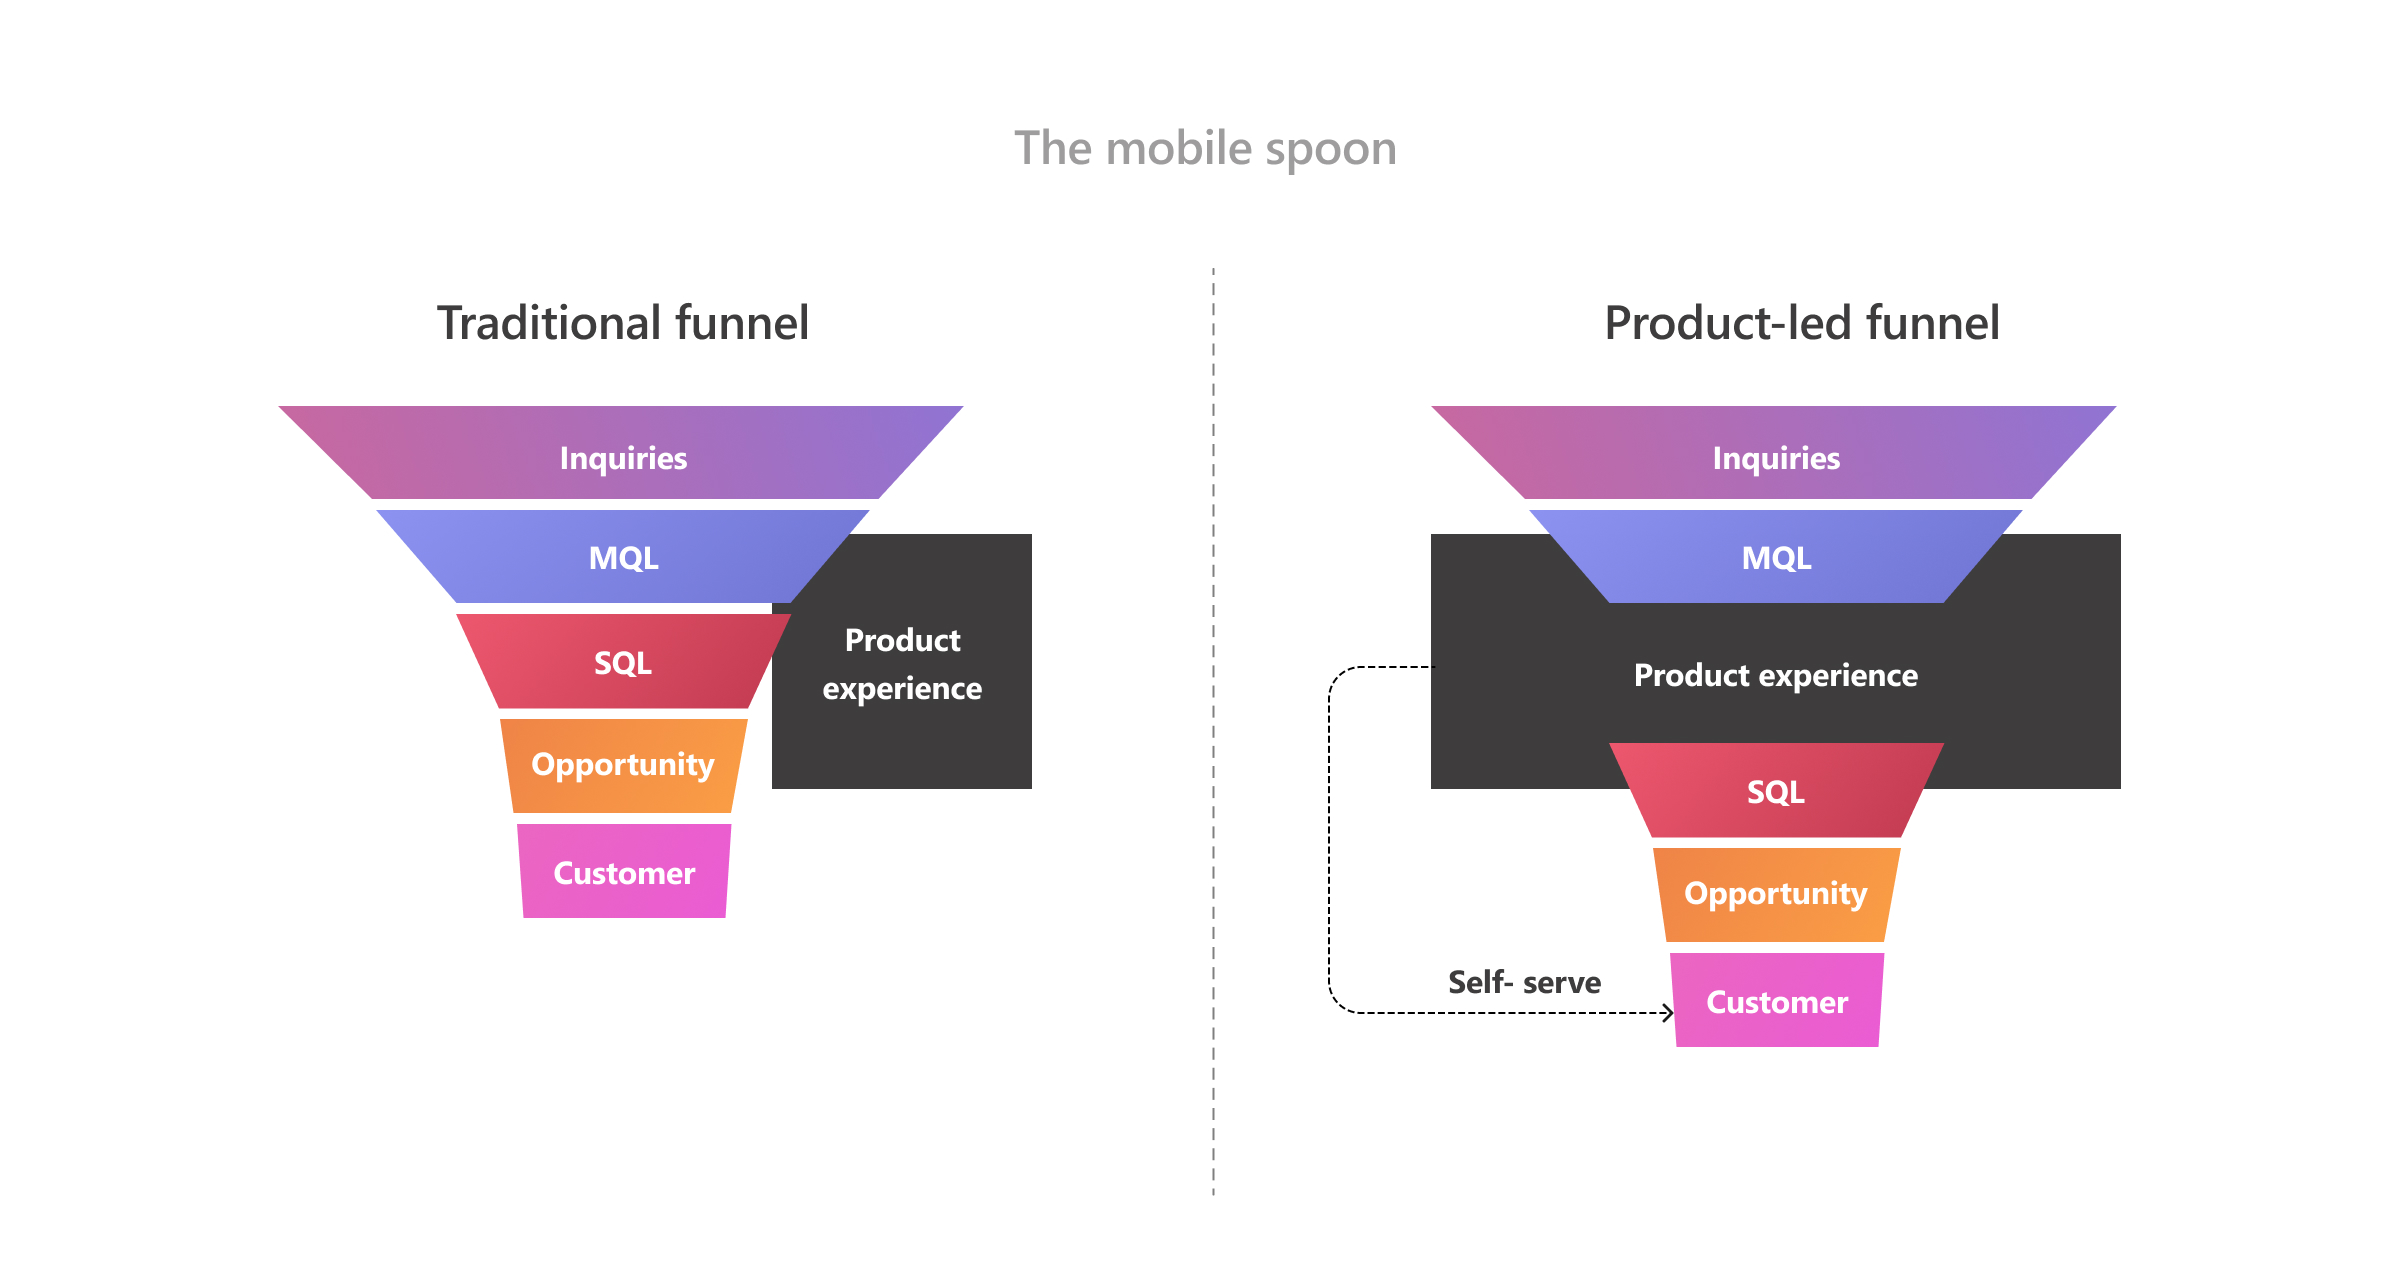 The mobile spoon
Traditional funnel
Inquiries
MQL
SQL
Opportunity
Customer
Product
experience
Product-led funnel
Inquiries
MQL
Product experience
SQL
Opportunity
Self- serve
Customer